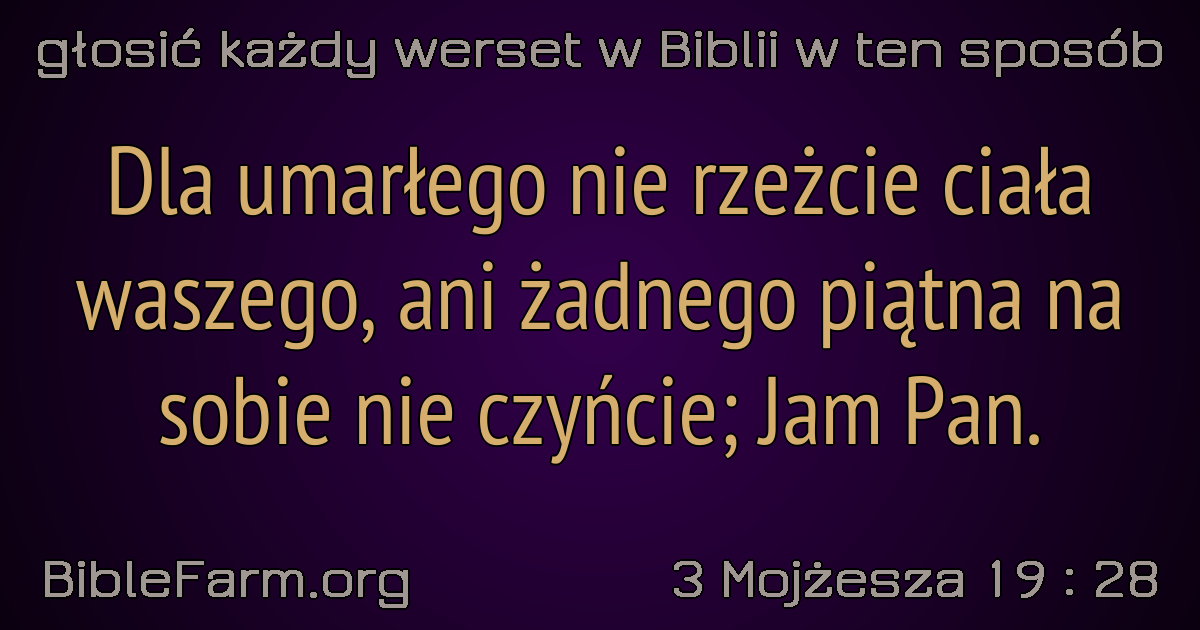 głosić każdy werset w Biblii w ten sposób
Dla umarłego nie rzeżcie ciała
waszego, ani żadnego piątna na
sobie nie czyńcie; Jam Pan.
BibleFarm.org
3 Mojżesza 19 : 28